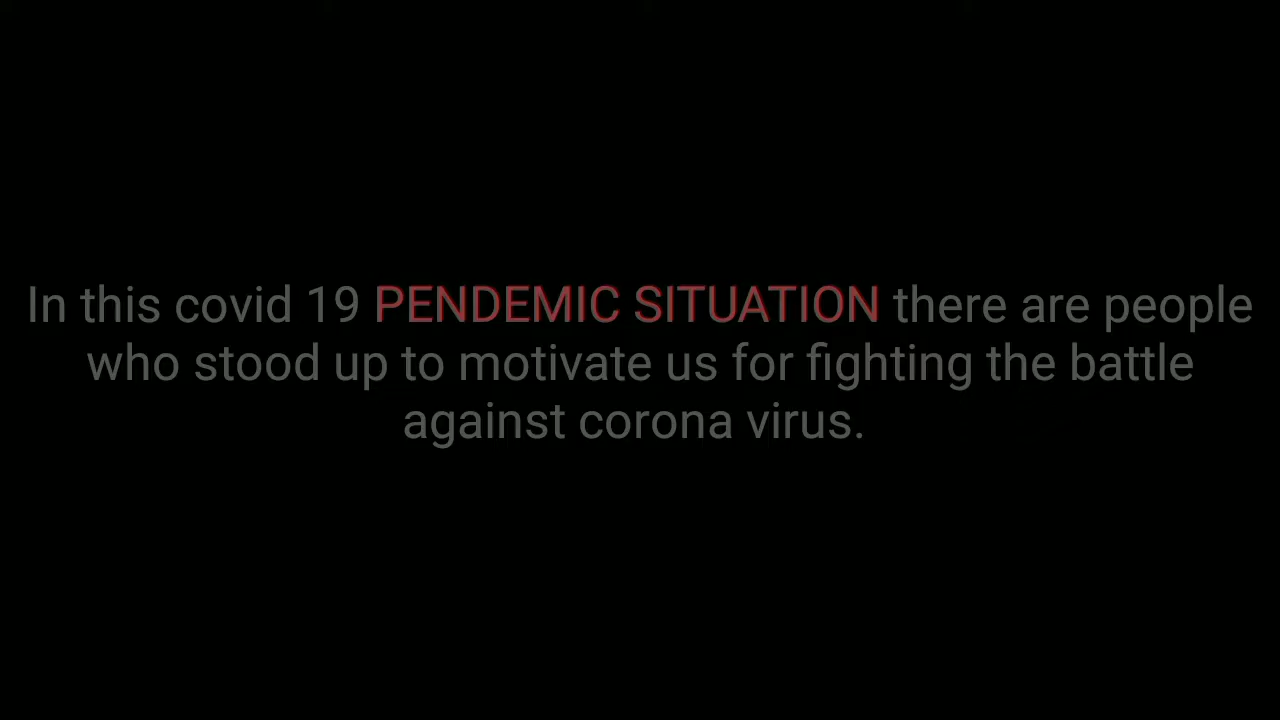 In this covid 19 PENDEMIC SITUATION there are people
who stood up to motivate us for fighting the battle
against corona virus.